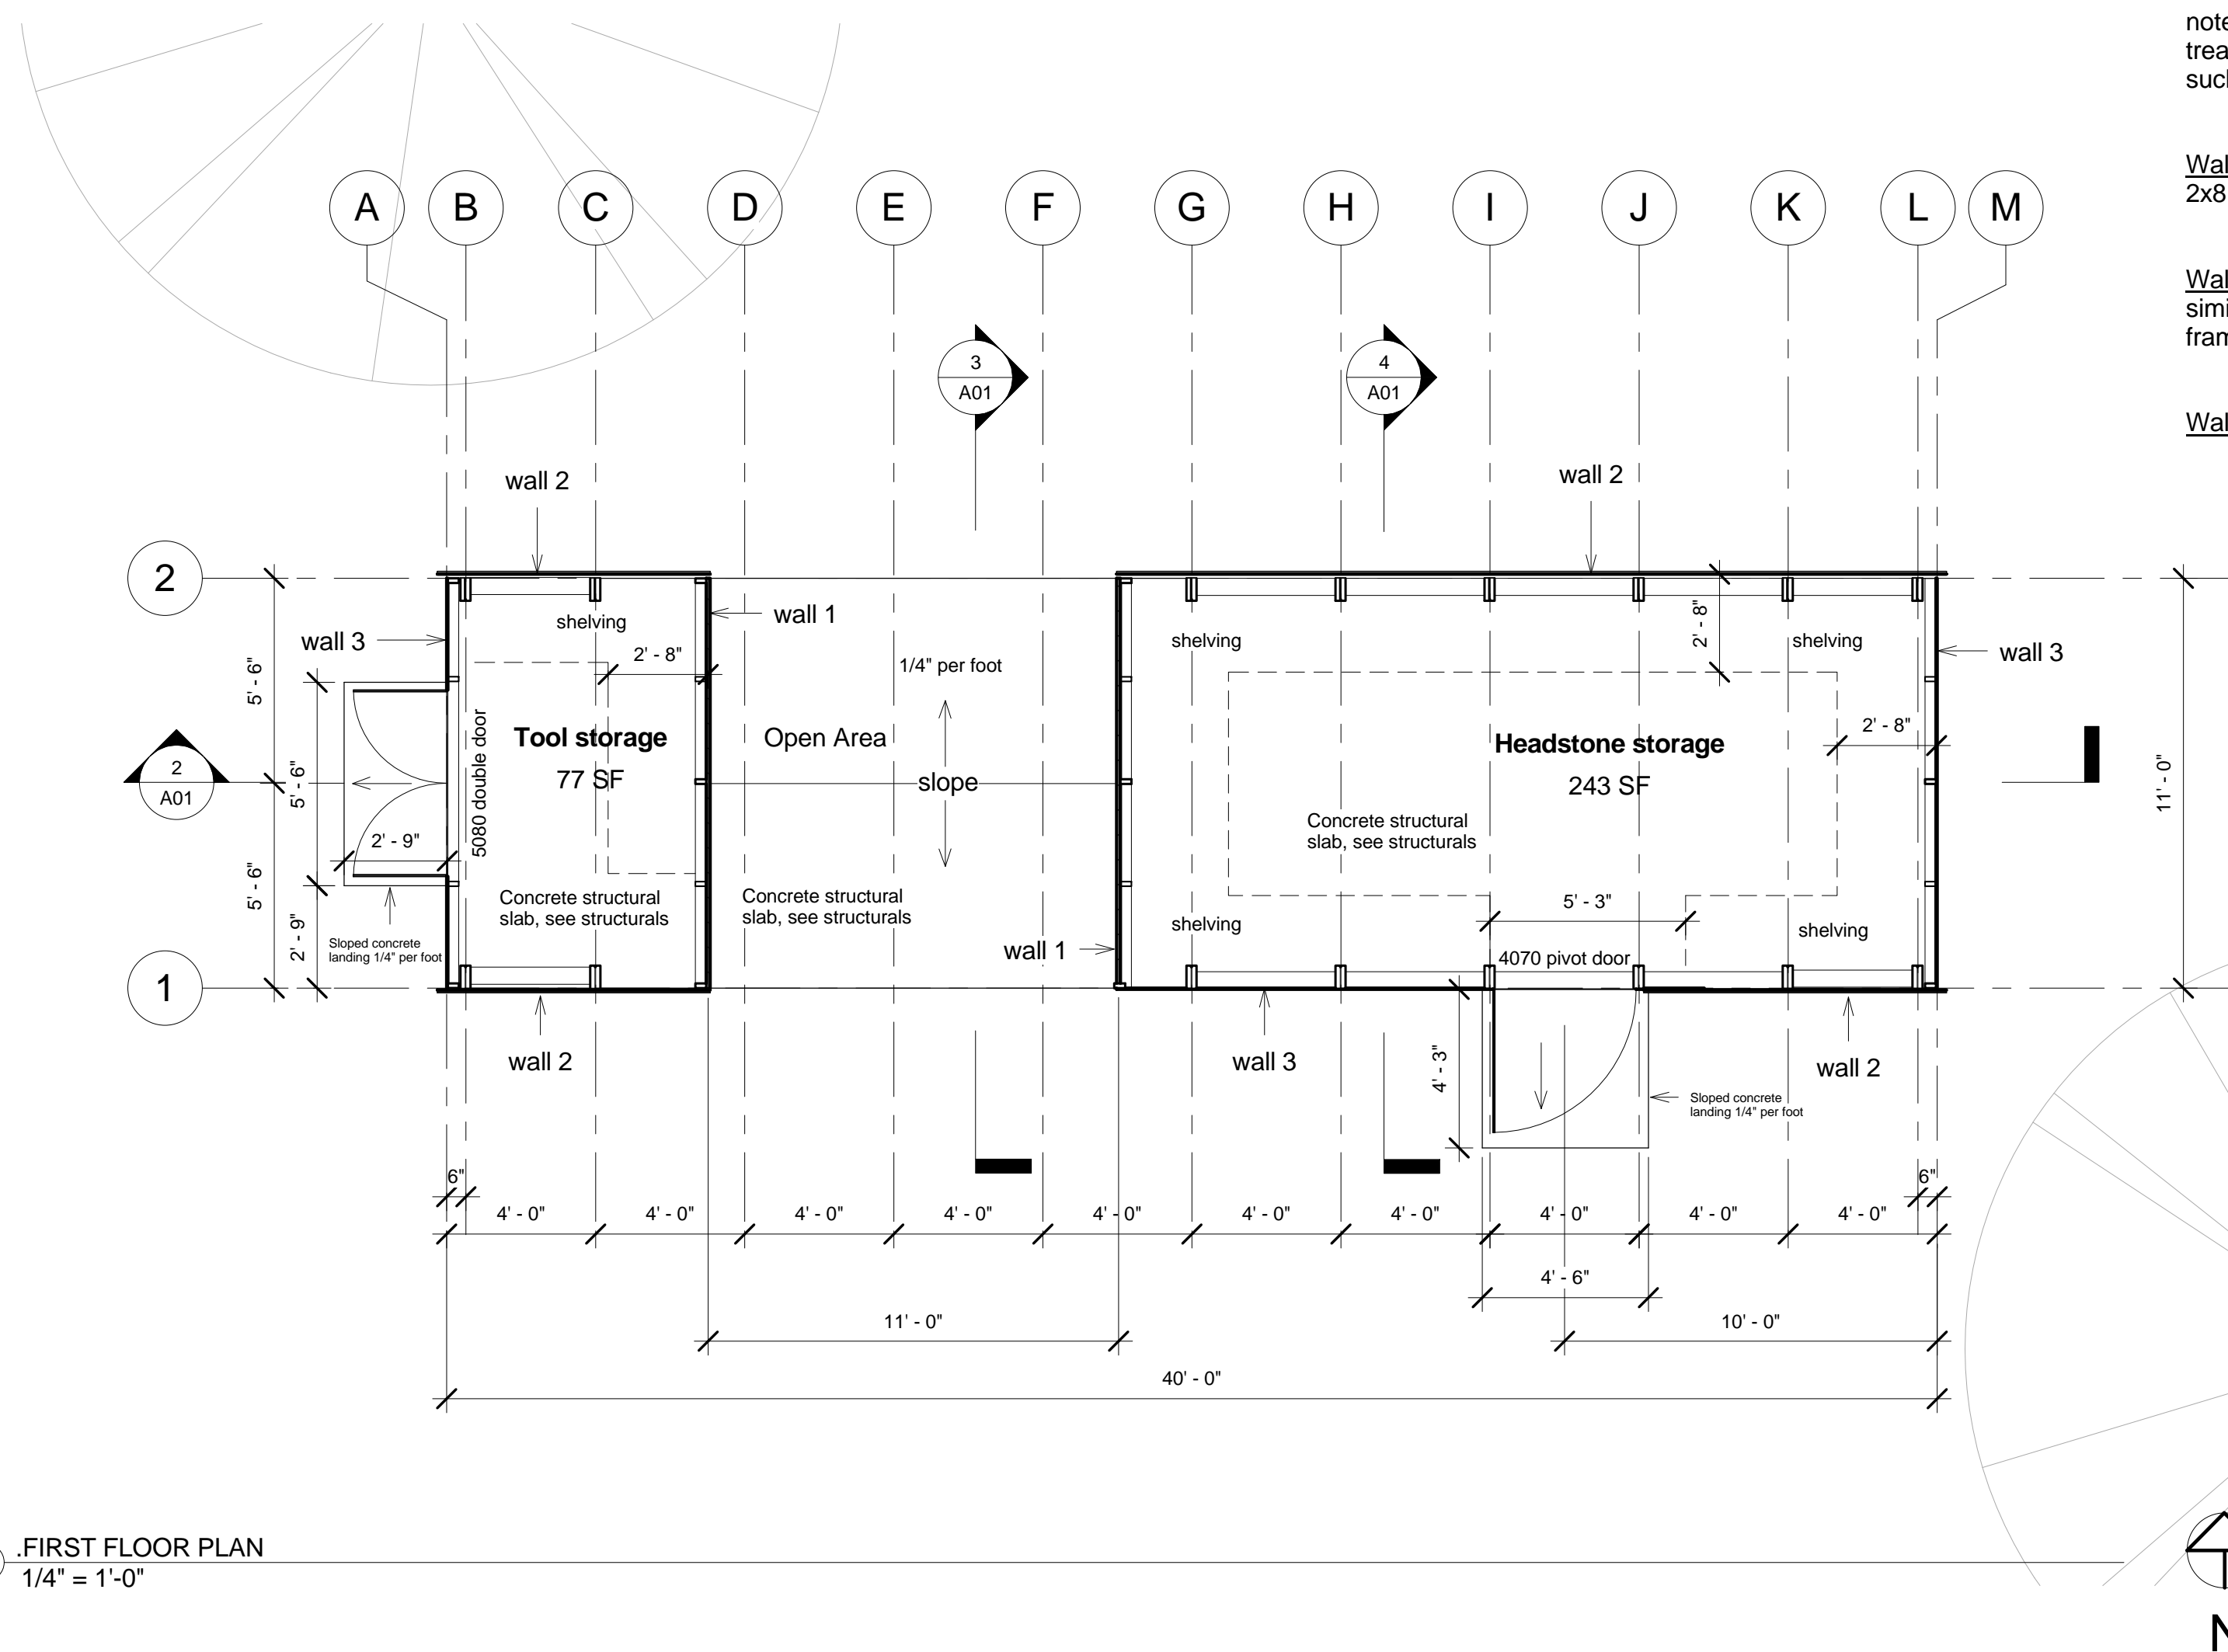 note
trea
such
Wal
2x8
Wal
simi
fram
Wal
A B C D E F G H I J K L M
3
A01
4
A01
wall 2
wall 2
2
shelving
wall 1
wall 3
2' - 8"
1/4" per foot
shelving
2' - 8"
shelving
wall 3
5' - 6"
5' - 6"
5080 double door
Tool storage
77 SF
Open Area
slope
Headstone storage
243 SF
2' - 8"
11' - 0"
2
A01
2' - 9"
Concrete structural
slab, see structurals
5' - 6"
2' - 9"
Sloped concrete
landing 1/4" per foot
Concrete structural
slab, see structurals
Concrete structural
slab, see structurals
wall 1
shelving
5' - 3"
4070 pivot door
shelving
1
wall 2
wall 3
4' - 3"
wall 2
Sloped concrete
landing 1/4" per foot
6"
6"
4' - 0" 4' - 0" 4' - 0" 4' - 0" 4' - 0" 4' - 0" 4' - 0" 4' - 0" 4' - 0" 4' - 0"
4' - 6"
11' - 0"
10' - 0"
40' - 0"
.FIRST FLOOR PLAN
1/4" = 1'-0"
N